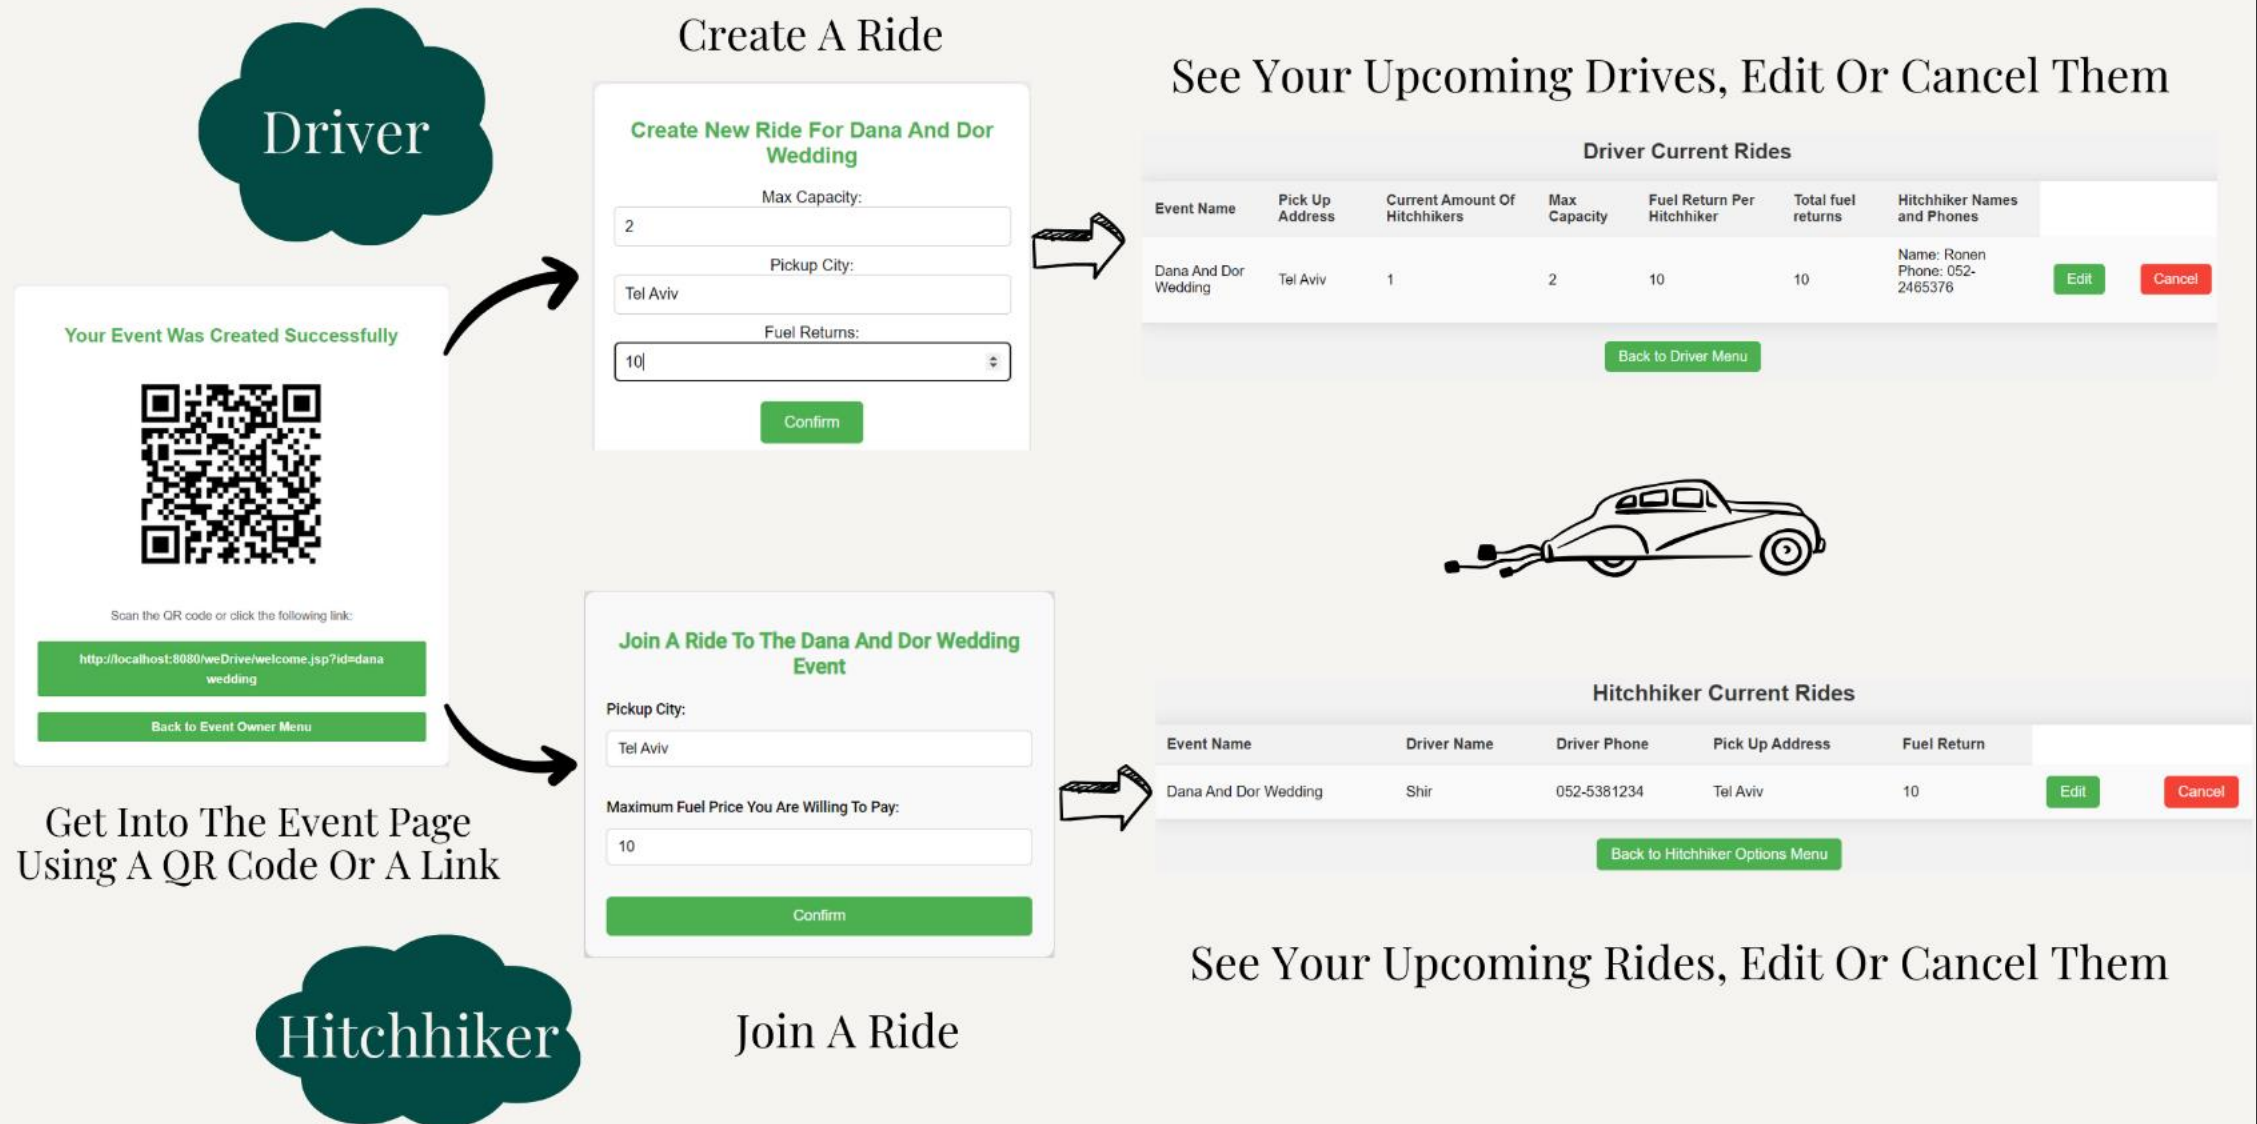 Driver
Create A Ride
See Your Upcoming Drives, Edit Or Cancel Them
Your Event Was Created Successfully
Scan the QR code or click the following link:
http://localhost:8080/weDrive/welcome.jsp?id=dana
wedding
Back to Event Owner Menu
Get Into The Event Page
Using A QR Code Or A Link
Create New Ride For Dana And Dor
Wedding
Max Capacity:
2
Pickup City:
Tel Aviv
Fuel Returns:
10
Confirm
Driver Current Rides
Event Name
Pick Up
Address
Current Amount Of
Hitchhikers
Max
Capacity
Fuel Return Per
Hitchhiker
Total fuel
returns
Hitchhiker Names
and Phones
Dana And Dor
Wedding
Tel Aviv
1
2
10
10
Name: Ronen
Phone: 052-
2465376
Edit
Cancel
Back to Driver Menu
Join A Ride To The Dana And Dor Wedding
Event
Pickup City:
Tel Aviv
Maximum Fuel Price You Are Willing To Pay:
10
Confirm
Hitchhiker Current Rides
Event Name Driver Name Driver Phone Pick Up Address Fuel Return
Dana And Dor Wedding Shir 052-5381234 Tel Aviv 10 Edit Cancel
Back to Hitchhiker Options Menu
See Your Upcoming Rides, Edit Or Cancel Them
Hitchhiker
Join A Ride